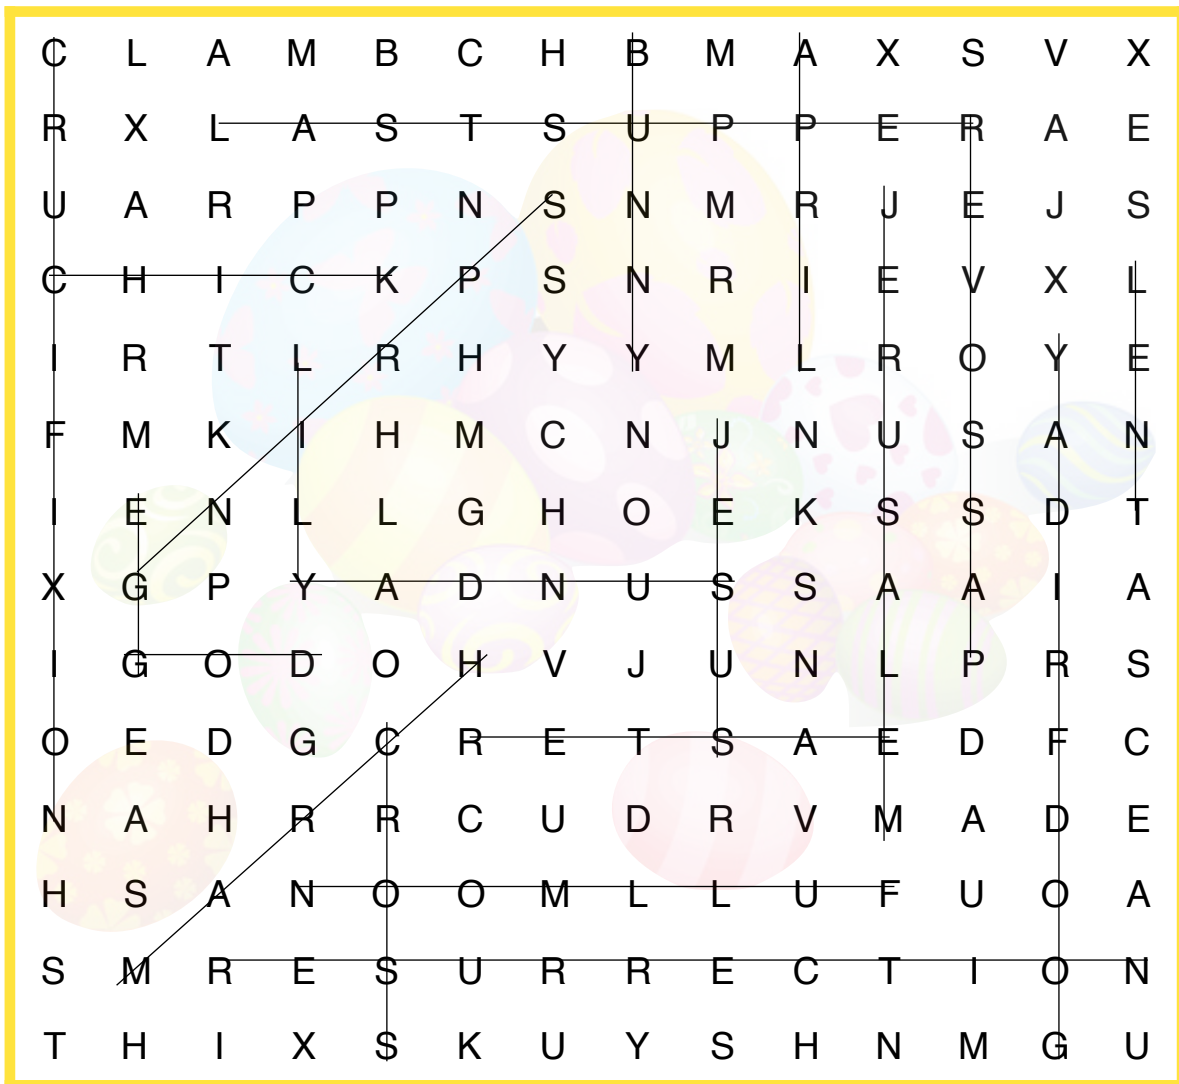 C L A M B C H B M A X S V X
R X L A S T S U P P E R A E
U A R P P N S N M R J E J S
C H I C K P S N R I E V X L
I R T L R H Y Y M L R O Y E
F M K I H M C N J N U S A N
I E N L L G H O E K S S D T
X G P Y A D N U S S A A I A
I G O D O H V J U N L P R S
O E D G C R E T S A E D F C
N A H R R C U D R V M A D E
H S A N O O M L L U F U O A
S M R E S U R R E C T I O N
T H I X S K U Y S H N M G U